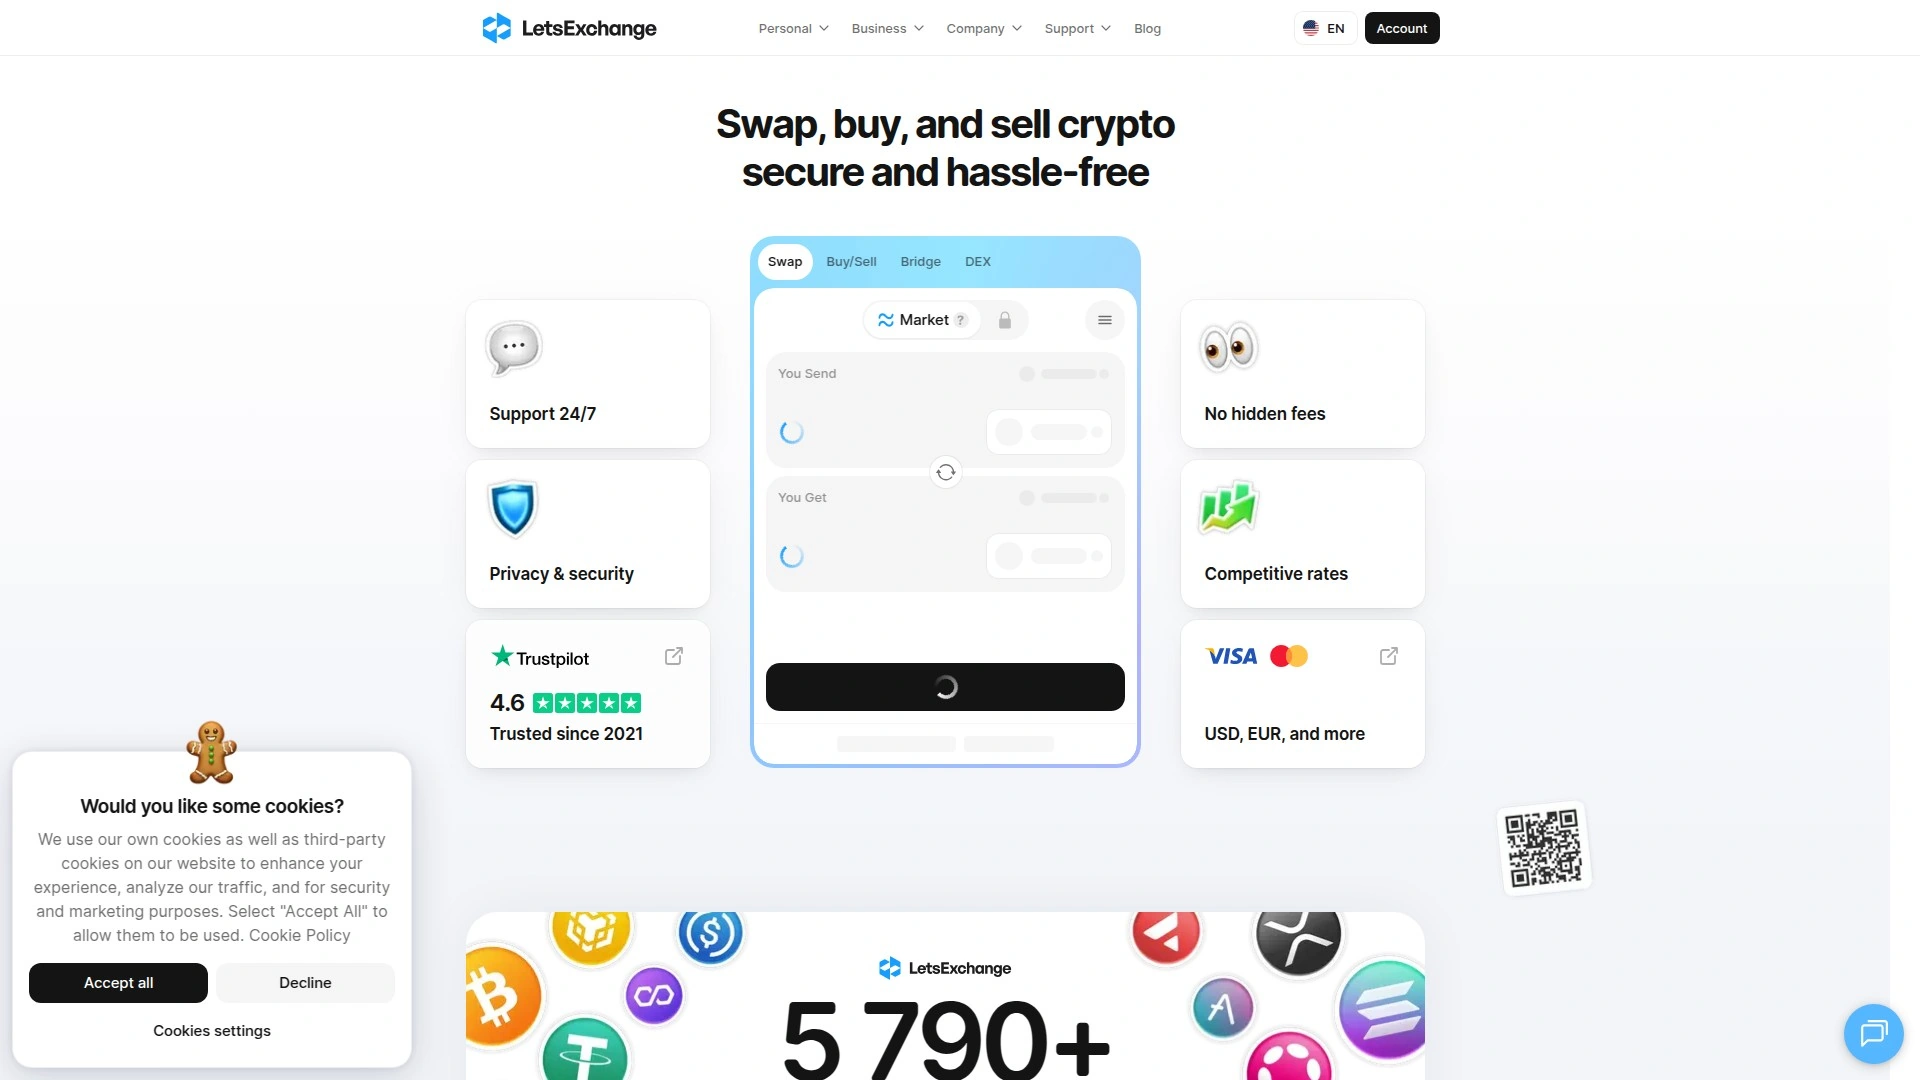 LetsExchange
Personal
Business
Company
Support
Blog
EN
Account
Swap, buy, and sell crypto
secure and hassle-free
Swap
Buy/Sell
Bridge
DEX
Market ?
You Send
You Get
Support 24/7
Privacy & security
Trustpilot
4.6
Trusted since 2021
No hidden fees
Competitive rates
VISA
USD, EUR, and more
Would you like some cookies?
We use our own cookies as well as third-party
cookies on our website to enhance your
experience, analyze our traffic, and for security
and marketing purposes. Select "Accept All" to
allow them to be used. Cookie Policy
Accept all
Decline
Cookies settings
LetsExchange
5 790+